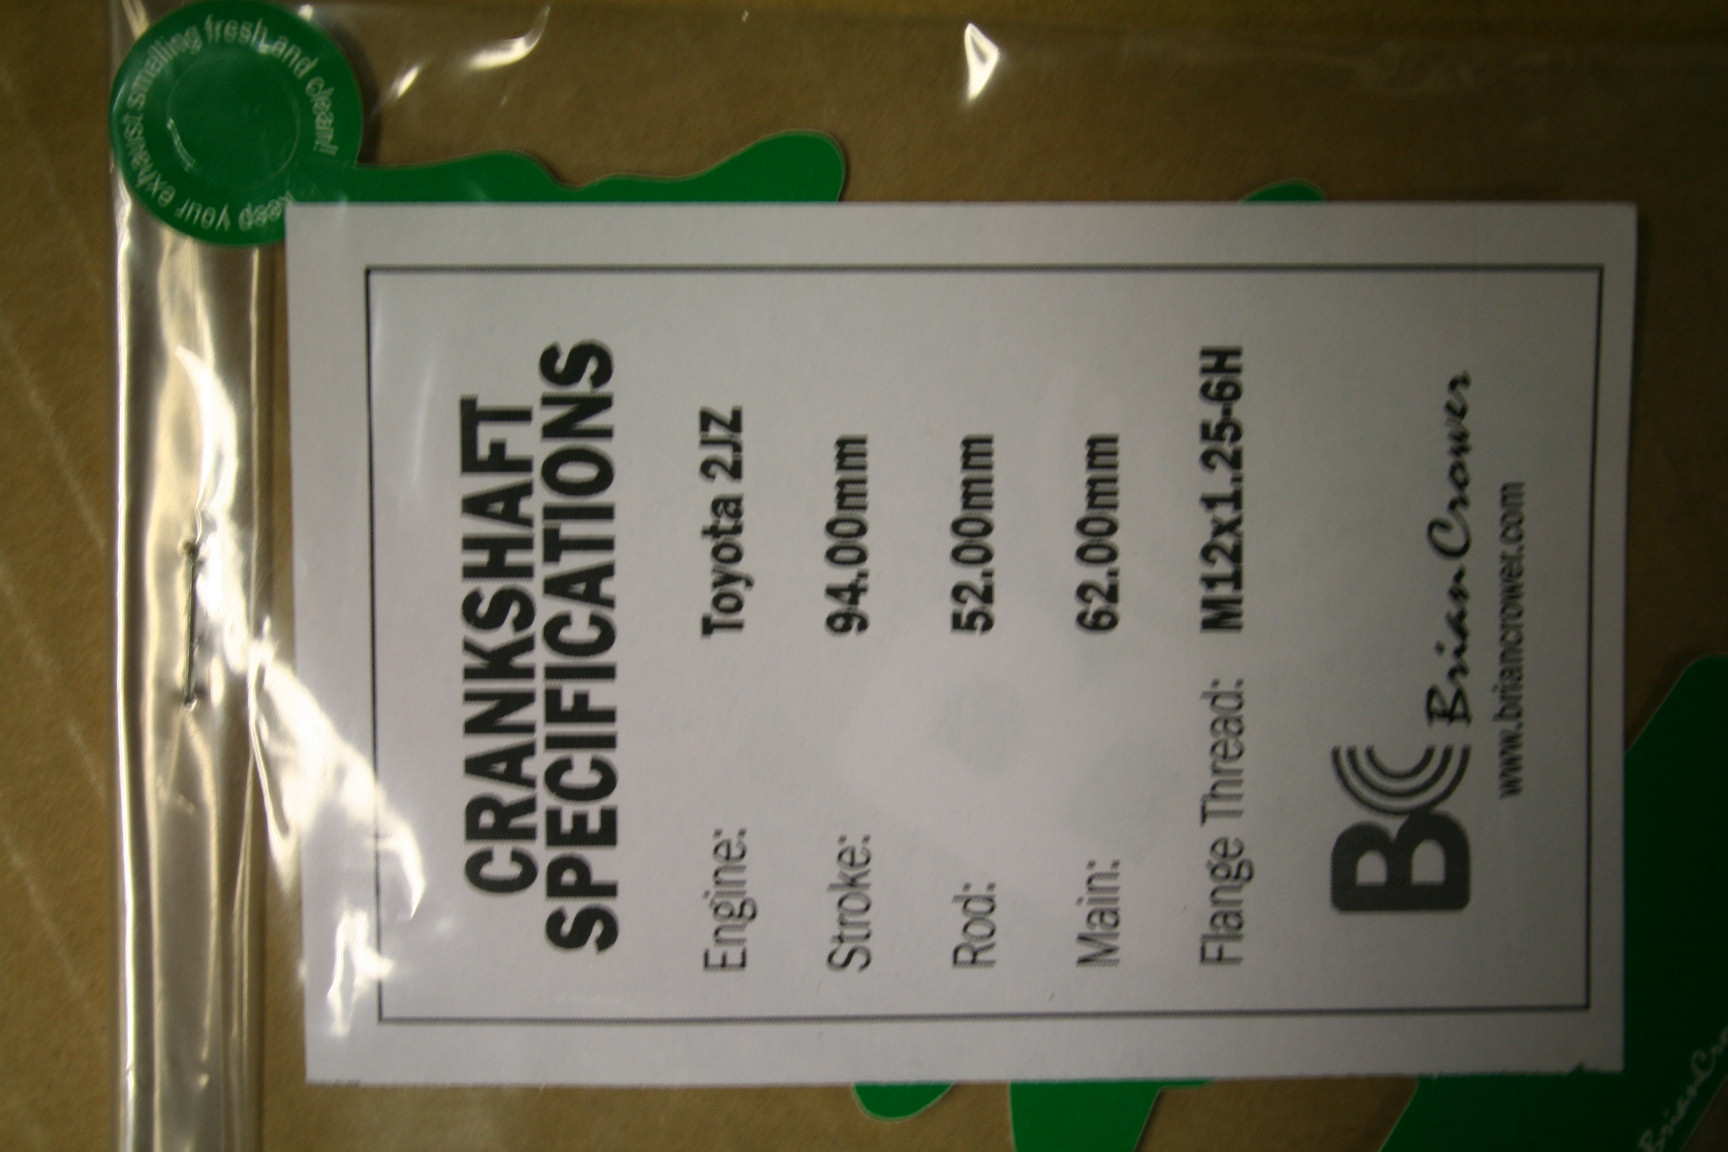 CRANKSHAFT
SPECIFICATIONS
Engine: Toyota 2JZ
Stroke: 94.00mm
Rod: 52.00mm
Main: 62.00mm
Flange Thread: M12x1.25-6H
BC Brian Crower
www.briancrower.com
keep your exhaust smelling fresh and clean!!